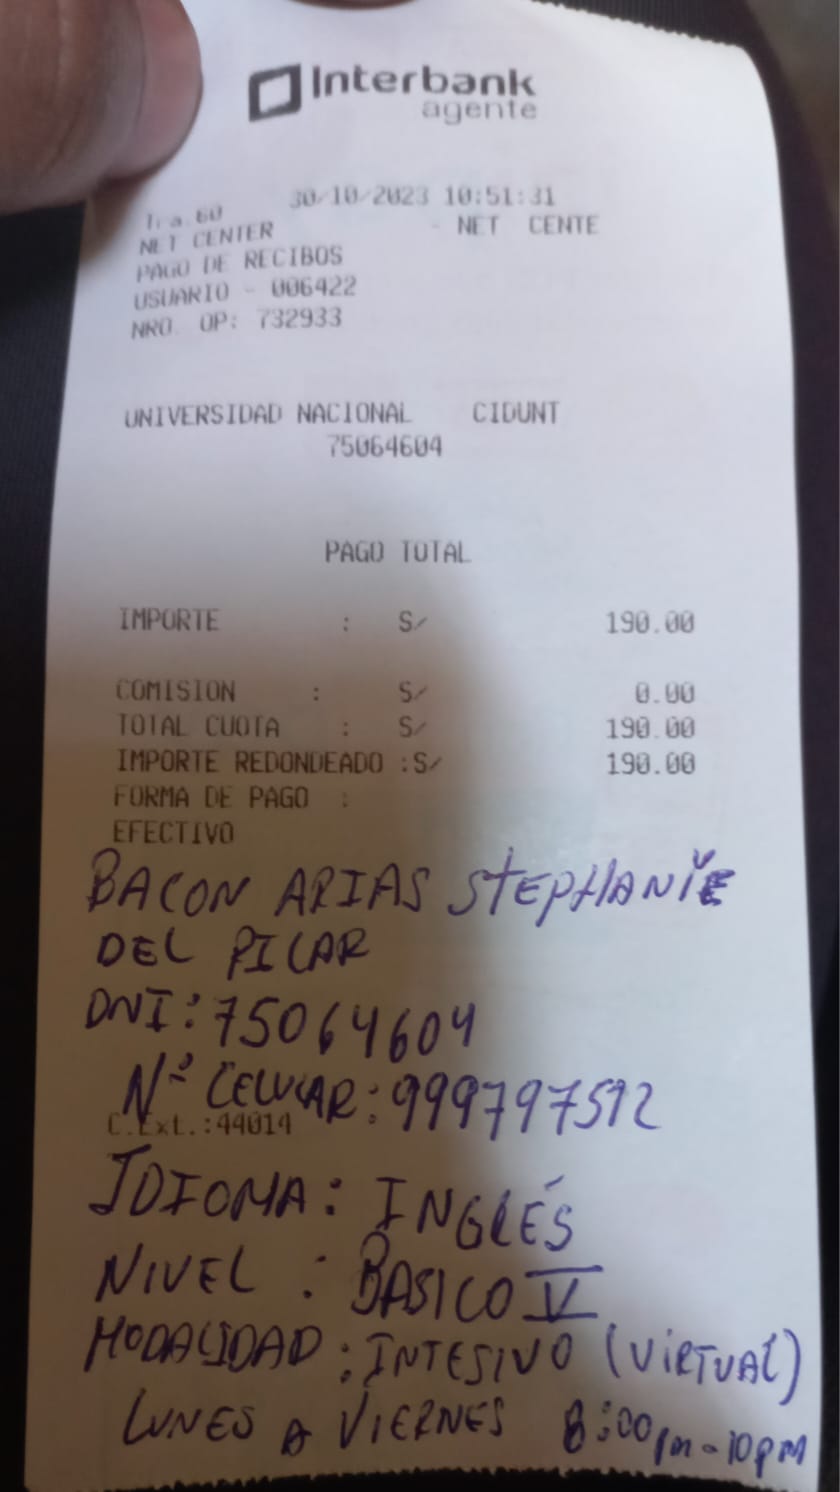 Interbank
agente
30/10/2023 10:51:31
Tra.60
NET CENTER - NET CENTE
PAGO DE RECIBOS
USUARIO - 006422
NRO. OP: 732933
UNIVERSIDAD NACIONAL CIDUNT
75064604
PAGO TOTAL
IMPORTE : S/ 190.00
COMISION : S/ 0.00
TOTAL CUOTA : S/ 190.00
IMPORTE REDONDEADO :S/ 190.00
FORMA DE PAGO :
EFECTIVO
BACON ARIAS STEPHANIE
DEL PILAR
DNI: 75064604
Nº CELULAR: 999797592
C.Ext.:44014
IDIOMA: INGLÉS
NIVEL : BASICO V
MODALIDAD : INTESIVO (VIRTUAL)
LUNES A VIERNES 8:00pm - 10pm